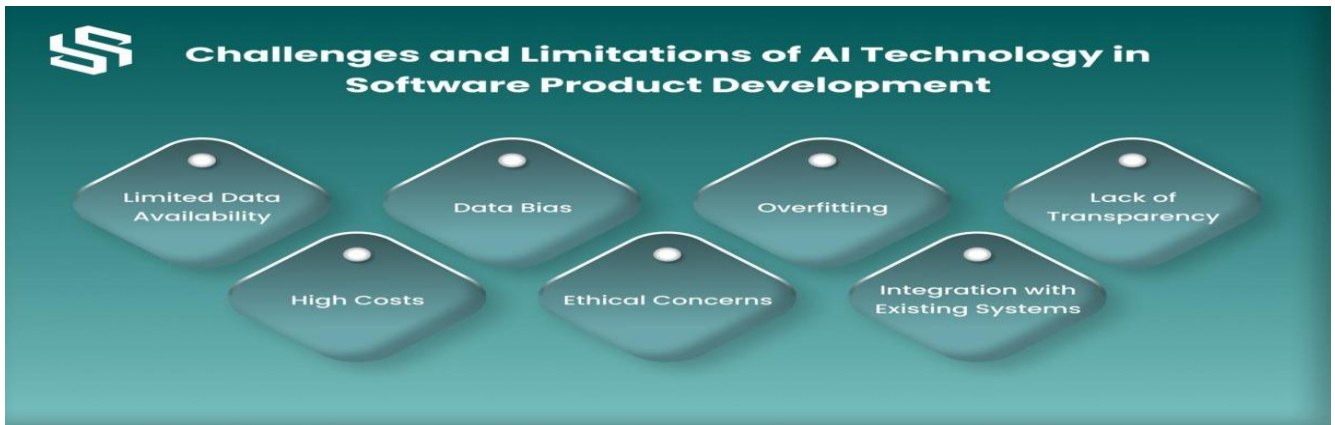 Challenges and Limitations of AI Technology in
Software Product Development
Limited Data
Availability
Data Bias
Overfitting
Lack of
Transparency
High Costs
Ethical Concerns
Integration with
Existing Systems